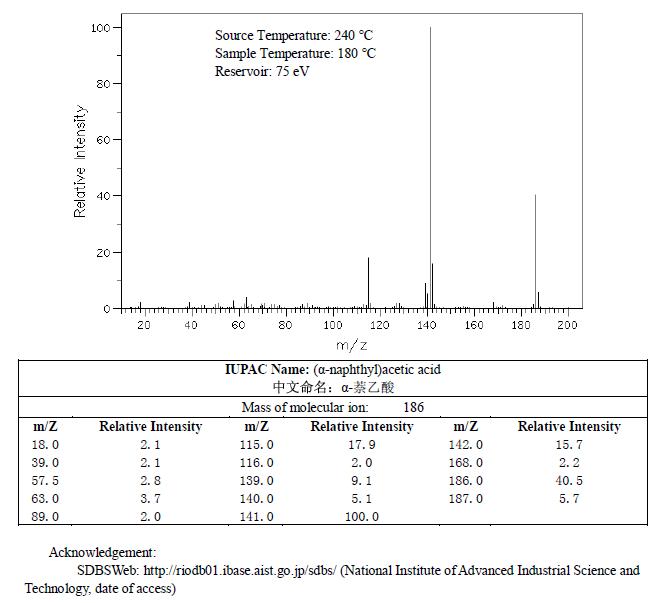 Source Temperature: 240 °C
Sample Temperature: 180 °C
Reservoir: 75 eV
100
80
60
40
20
0
Relative Intensity
20 40 60 80 100 120 140 160 180 200
m/z
IUPAC Name: (α-naphthyl)acetic acid
中文命名：α-萘乙酸
Mass of molecular ion: 186
m/Z Relative Intensity m/Z Relative Intensity m/Z Relative Intensity
18.0 2.1 115.0 17.9 142.0 15.7
39.0 2.1 116.0 2.0 168.0 2.2
57.5 2.8 139.0 9.1 186.0 40.5
63.0 3.7 140.0 5.1 187.0 5.7
89.0 2.0 141.0 100.0
Acknowledgement:
SDBSWeb: http://riodb01.ibase.aist.go.jp/sdbs/ (National Institute of Advanced Industrial Science and
Technology, date of access)